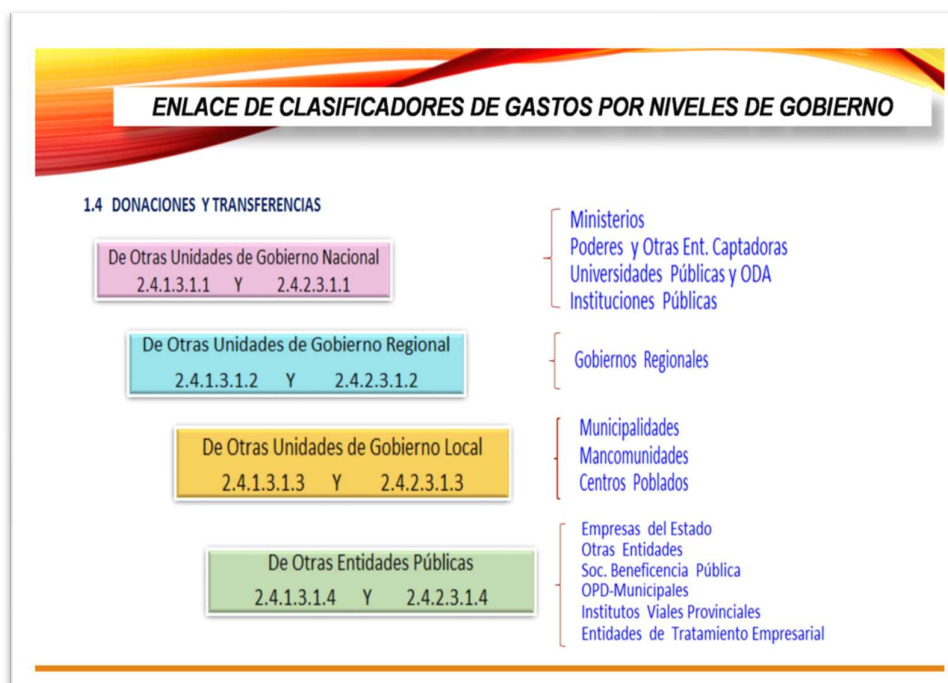 ENLACE DE CLASIFICADORES DE GASTOS POR NIVELES DE GOBIERNO
1.4 DONACIONES Y TRANSFERENCIAS
De Otras Unidades de Gobierno Nacional
2.4.1.3.1.1 Y 2.4.2.3.1.1
Ministerios
Poderes y Otras Ent. Captadoras
Universidades Públicas y ODA
Instituciones Públicas
De Otras Unidades de Gobierno Regional
2.4.1.3.1.2 Y 2.4.2.3.1.2
Gobiernos Regionales
De Otras Unidades de Gobierno Local
2.4.1.3.1.3 Y 2.4.2.3.1.3
Municipalidades
Mancomunidades
Centros Poblados
De Otras Entidades Públicas
2.4.1.3.1.4 Y 2.4.2.3.1.4
Empresas del Estado
Otras Entidades
Soc. Beneficencia Pública
OPD-Municipales
Institutos Viales Provinciales
Entidades de Tratamiento Empresarial